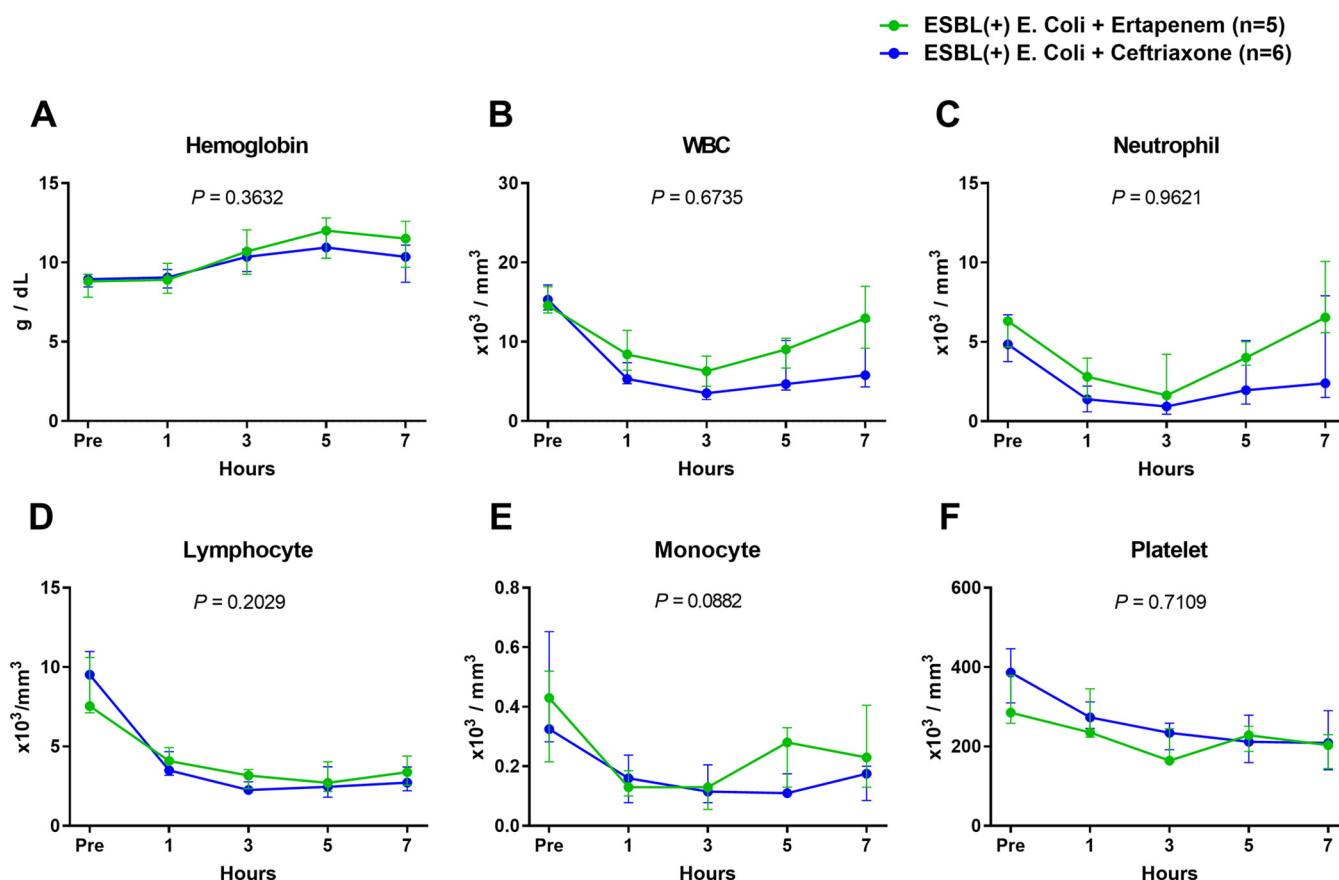 ESBL(+) E. Coli + Ertapenem (n=5)
ESBL(+) E. Coli + Ceftriaxone (n=6)
A
Hemoglobin
P = 0.3632
15
10
5
0
g / dL
Pre 1 3 5 7
Hours
B
WBC
P = 0.6735
30
20
10
0
x10³ / mm³
Pre 1 3 5 7
Hours
C
Neutrophil
P = 0.9621
15
10
5
0
x10³ / mm³
Pre 1 3 5 7
Hours
D
Lymphocyte
P = 0.2029
15
10
5
0
x10³/mm³
Pre 1 3 5 7
Hours
E
Monocyte
P = 0.0882
0.8
0.6
0.4
0.2
0.0
x10³ / mm³
Pre 1 3 5 7
Hours
F
Platelet
P = 0.7109
600
400
200
0
x10³ / mm³
Pre 1 3 5 7
Hours